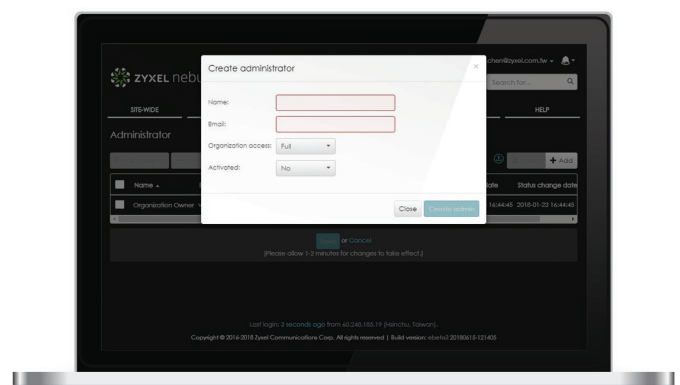 chen@zyxel.com.tw
ZYXEL nebu
Search for...
SITE-WIDE
HELP
Administrator
+ Add
Name
date
Status change date
Organization Owner
16:44:45
2018-01-23 16:44:45
Create administrator
×
Name:
Email:
Organization access:
Full
Activated:
No
Close
Create admin
or Cancel
(Please allow 1-2 minutes for changes to take effect.)
Last login: 3 seconds ago from 60.248.185.19 (Hsinchu, Taiwan).
Copyright © 2016-2018 Zyxel Communications Corp. All rights reserved | Build version: ebeta3 20180615-121405